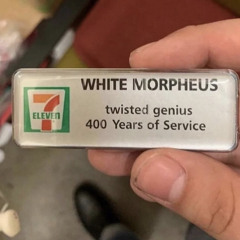 7
ELEVEn
WHITE MORPHEUS
twisted genius
400 Years of Service